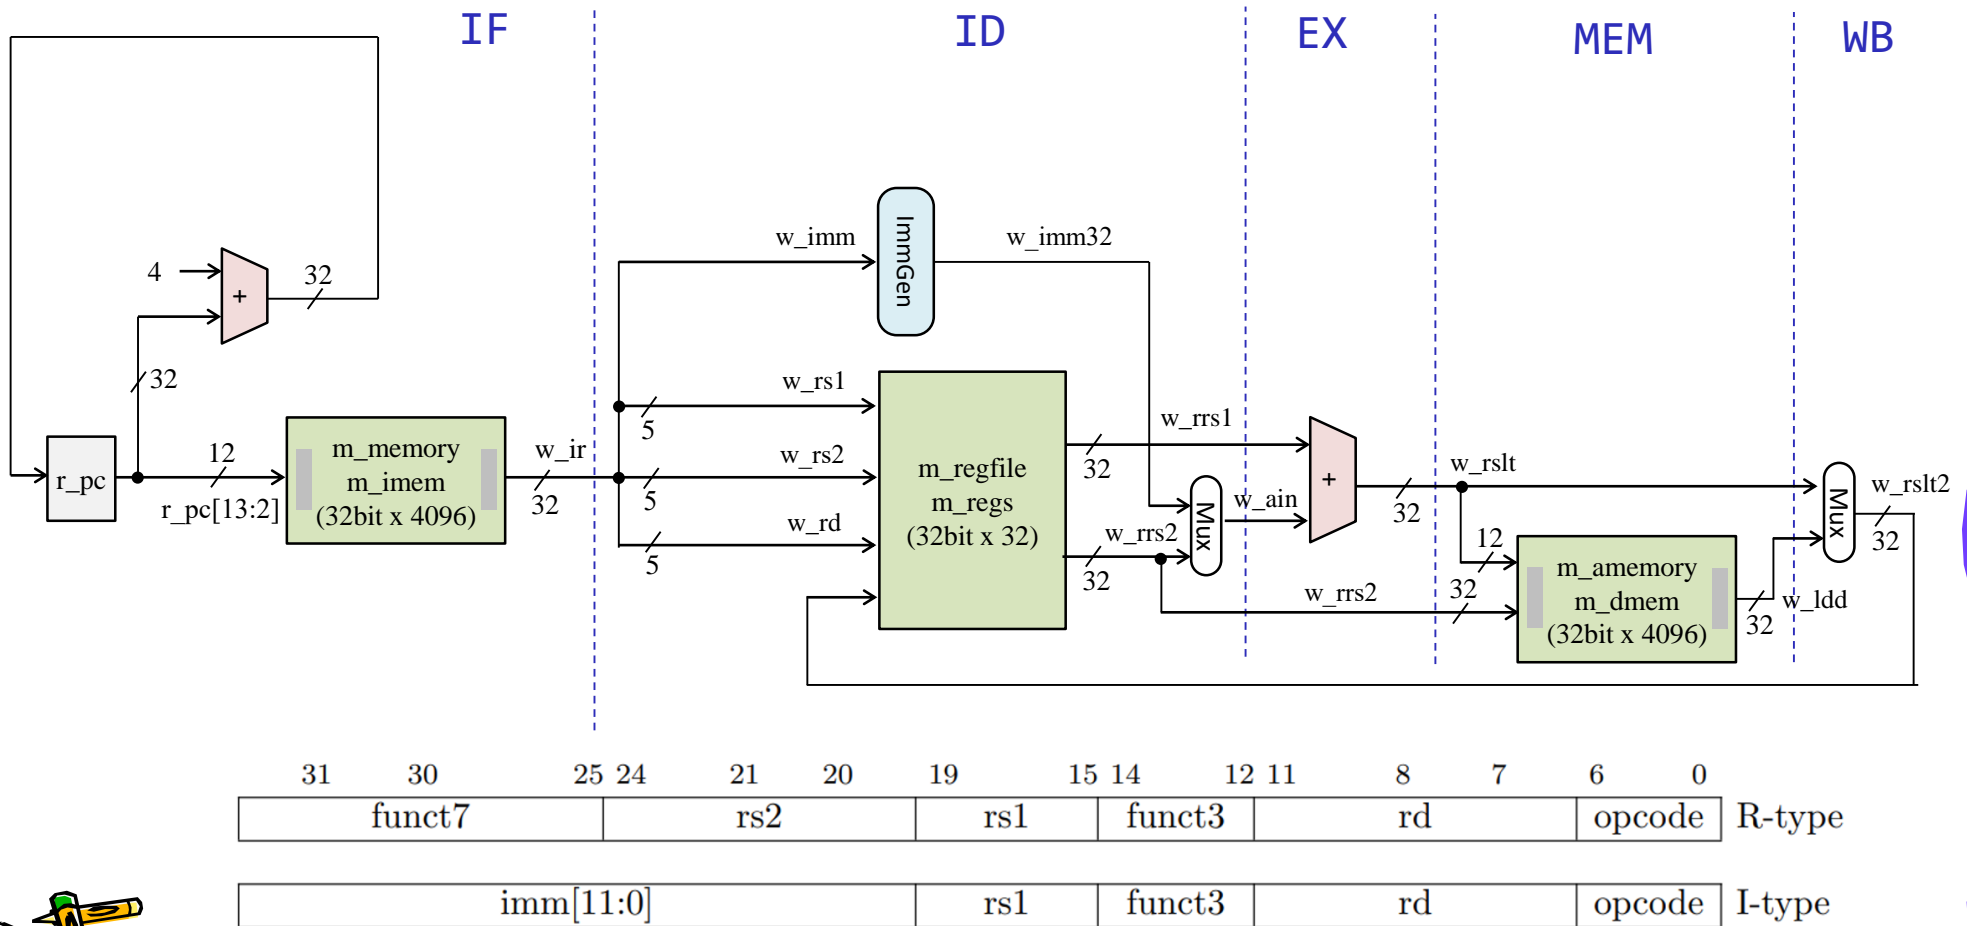 IF
ID
EX
MEM
WB
ImmGen
w_imm
w_imm32
4
+
32
32
w_rs1
5
w_rs2
5
w_rd
5
r_pc
12
r_pc[13:2]
m_memory
m_imem
(32bit x 4096)
w_ir
32
m_regfile
m_regs
(32bit x 32)
w_rrs1
32
w_rrs2
32
Mux
w_ain
+
32
w_rslt
w_rrs2
12
32
m_amemory
m_dmem
(32bit x 4096)
w_ldd
32
Mux
w_rslt2
32
31 30 25 24 21 20 19 15 14 12 11 8 7 6 0
funct7 rs2 rs1 funct3 rd opcode R-type
imm[11:0] rs1 funct3 rd opcode I-type